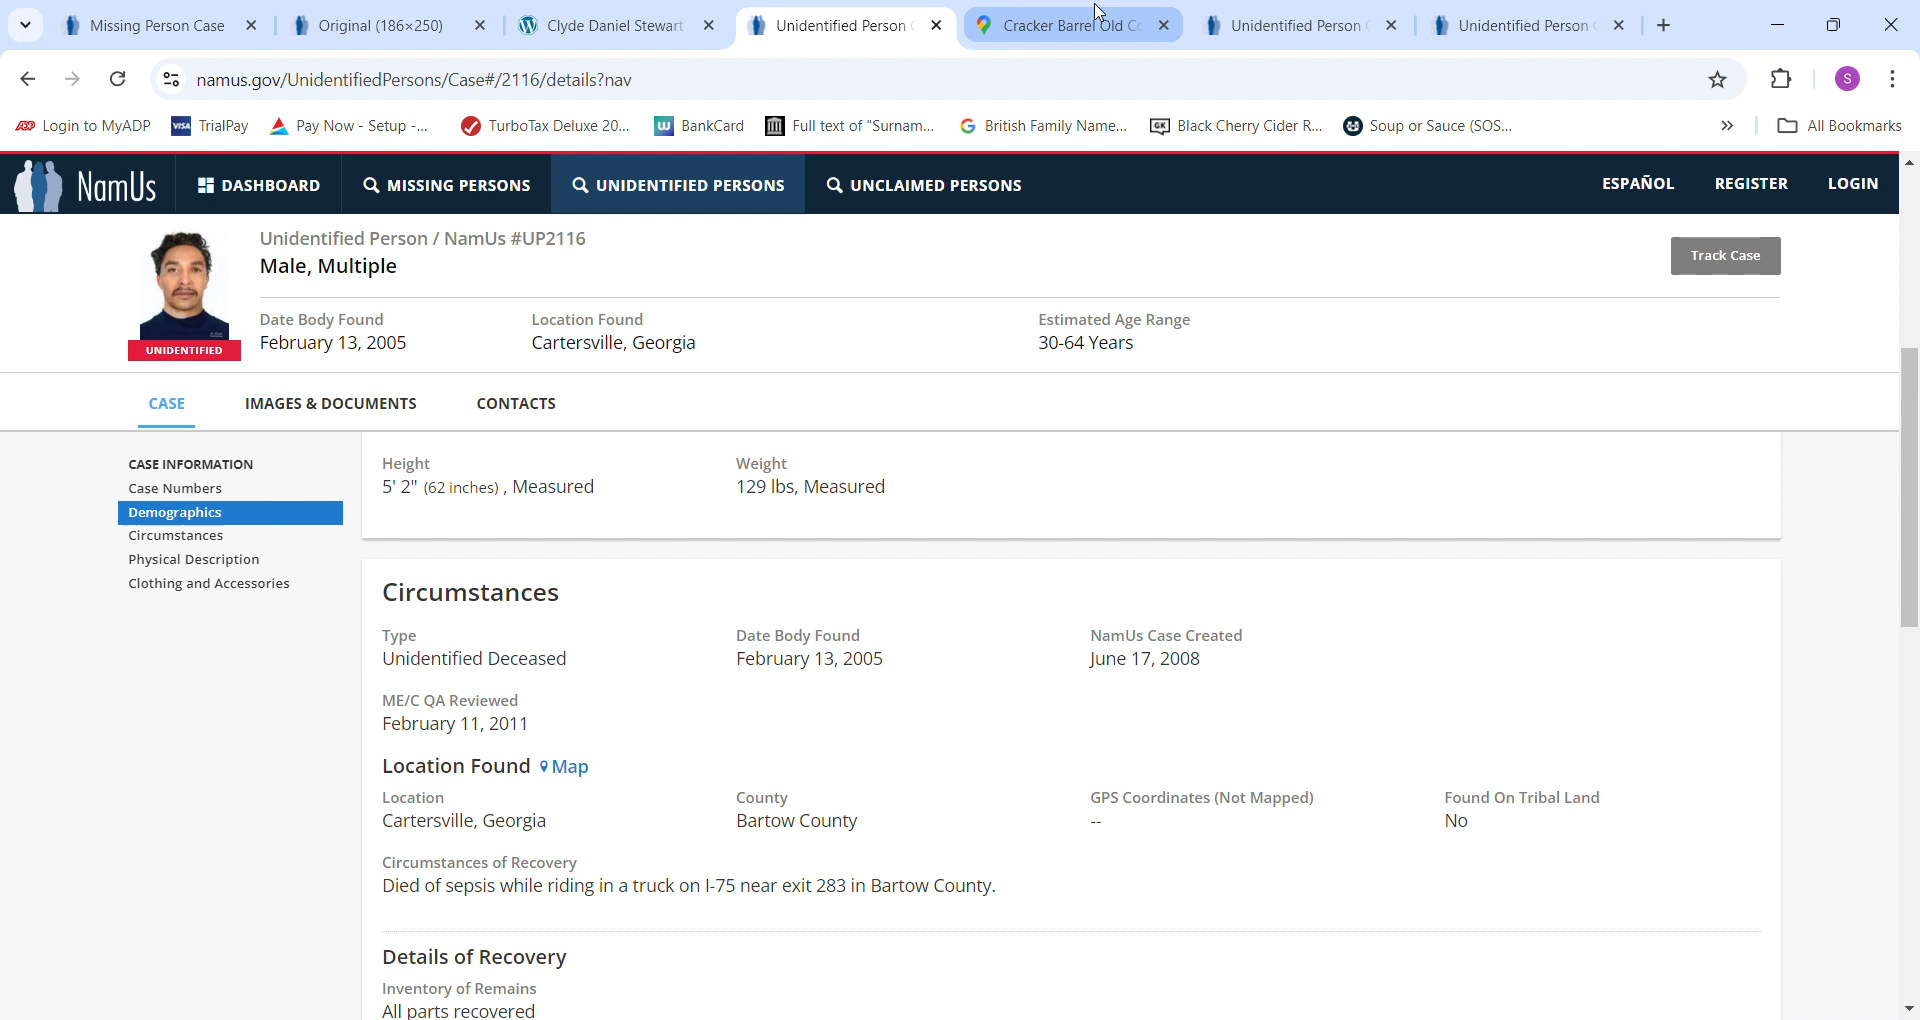 Missing Person Case
Original (186×250)
Clyde Daniel Stewart
Unidentified Person
Cracker Barrel Old Co
Unidentified Person
Unidentified Person
namus.gov/UnidentifiedPersons/Case#/2116/details?nav
S
Login to MyADP
TrialPay
Pay Now - Setup -...
TurboTax Deluxe 20...
BankCard
Full text of "Surnam...
British Family Name...
Black Cherry Cider R...
Soup or Sauce (SOS...
All Bookmarks
NamUs
DASHBOARD
MISSING PERSONS
UNIDENTIFIED PERSONS
UNCLAIMED PERSONS
ESPAÑOL
REGISTER
LOGIN
Unidentified Person / NamUs #UP2116
Male, Multiple
Track Case
UNIDENTIFIED
Date Body Found
February 13, 2005
Location Found
Cartersville, Georgia
Estimated Age Range
30-64 Years
CASE
IMAGES & DOCUMENTS
CONTACTS
CASE INFORMATION
Case Numbers
Demographics
Circumstances
Physical Description
Clothing and Accessories
Height
5' 2" (62 inches) , Measured
Weight
129 lbs, Measured
Circumstances
Type
Unidentified Deceased
Date Body Found
February 13, 2005
NamUs Case Created
June 17, 2008
ME/C QA Reviewed
February 11, 2011
Location Found Map
Location
Cartersville, Georgia
County
Bartow County
GPS Coordinates (Not Mapped)
--
Found On Tribal Land
No
Circumstances of Recovery
Died of sepsis while riding in a truck on I-75 near exit 283 in Bartow County.
Details of Recovery
Inventory of Remains
All parts recovered